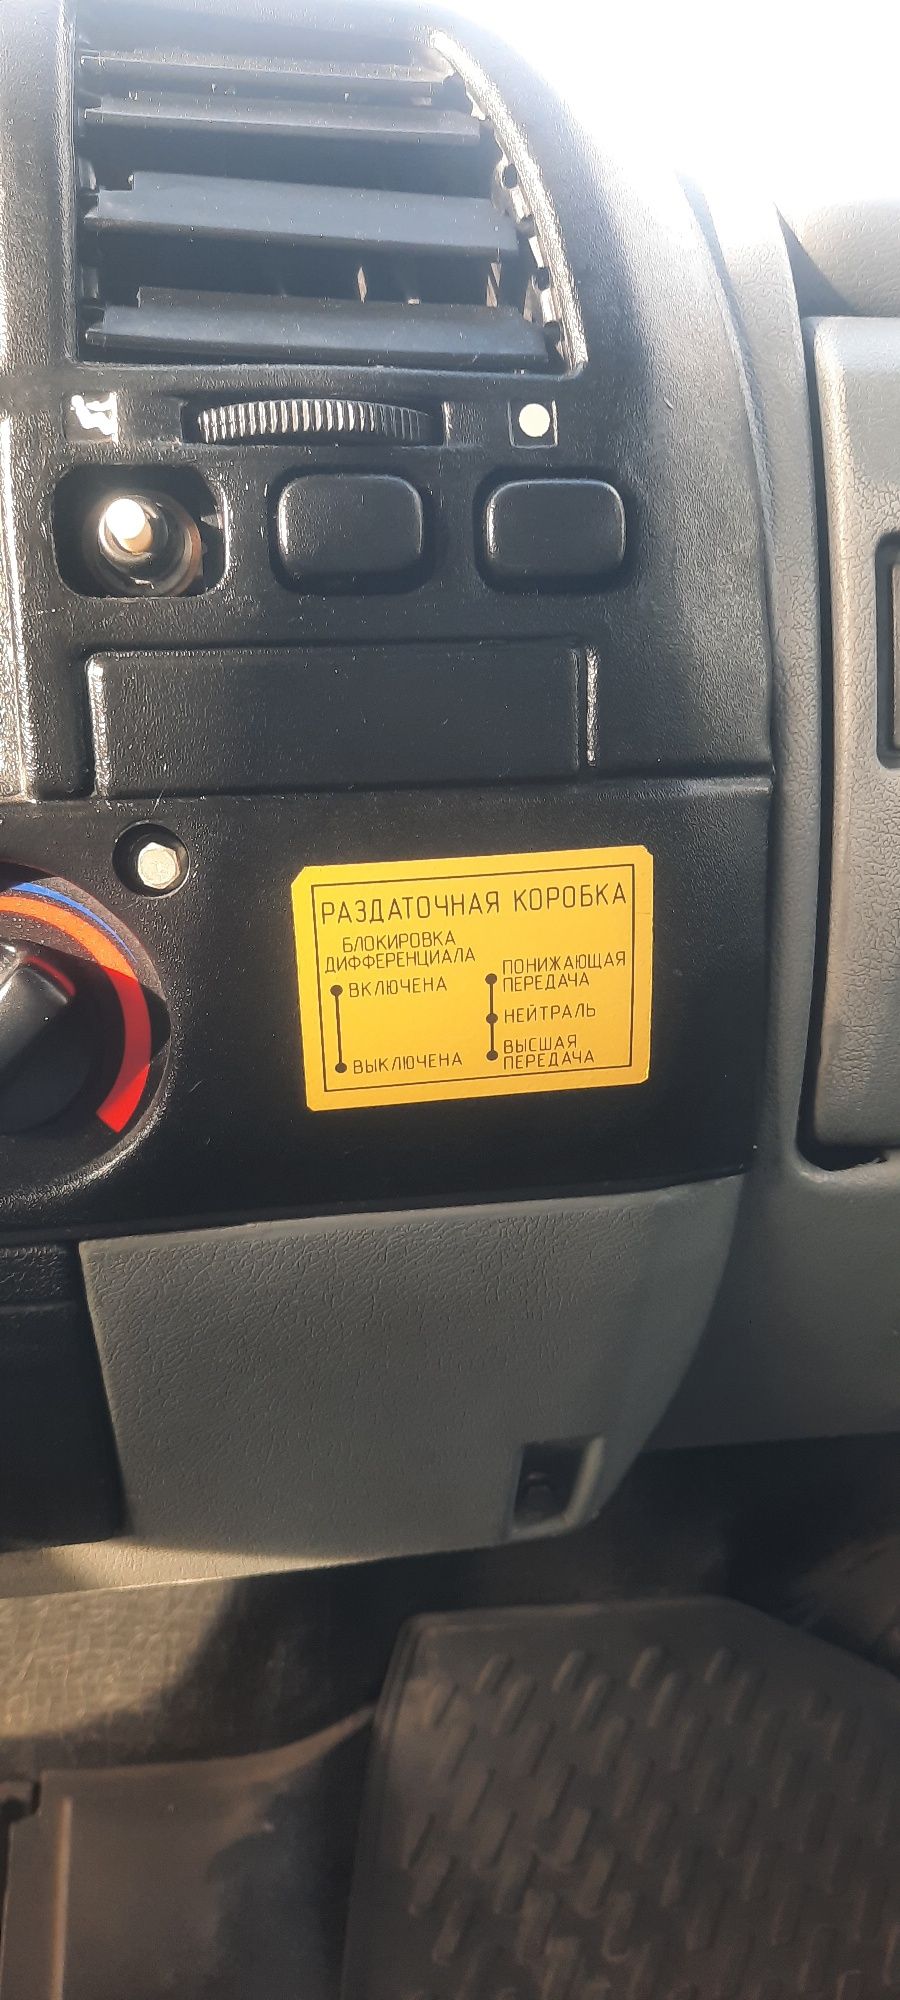 РАЗДАТОЧНАЯ КОРОБКА
БЛОКИРОВКА
ДИФФЕРЕНЦИАЛА
ВКЛЮЧЕНА
ВЫКЛЮЧЕНА
ПОНИЖАЮЩАЯ
ПЕРЕДАЧА
НЕЙТРАЛЬ
ВЫСШАЯ
ПЕРЕДАЧА